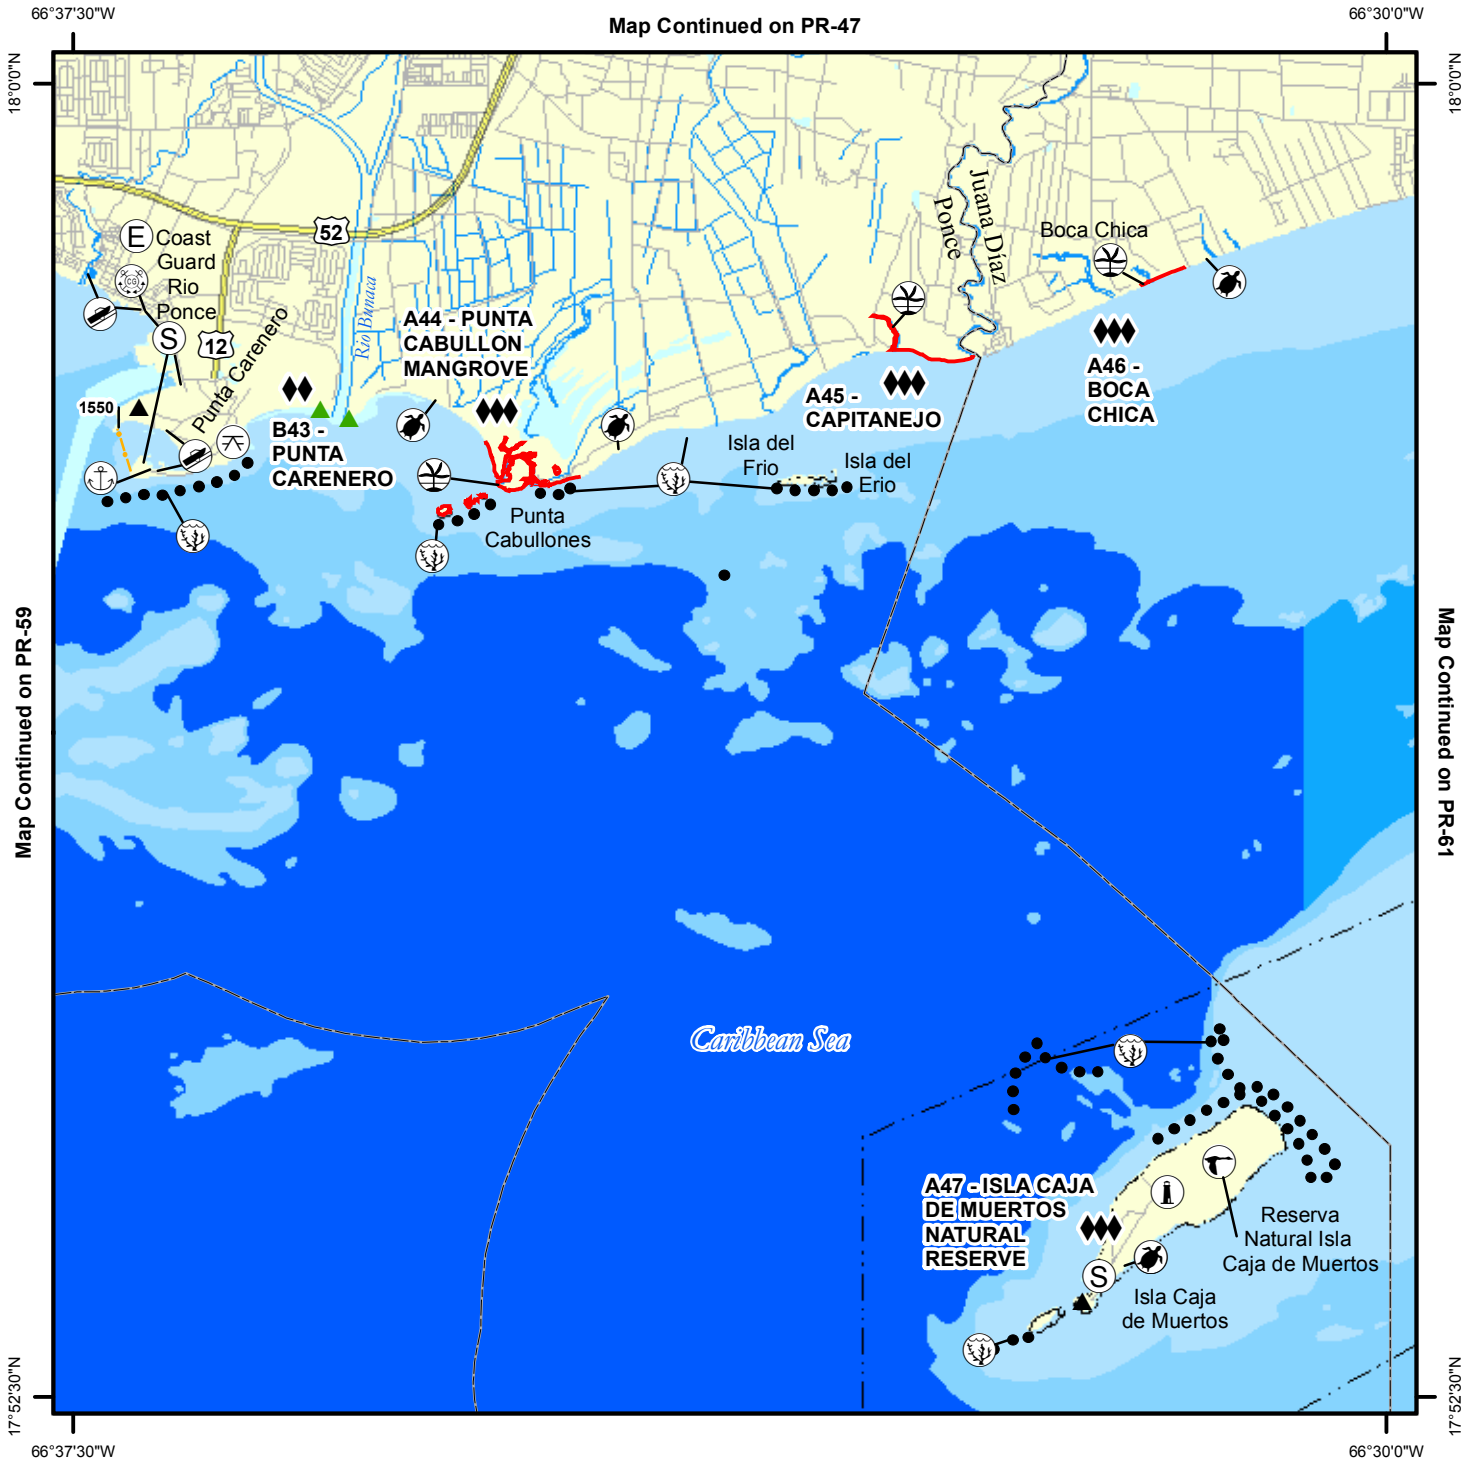 66°37'30"W
66°30'0"W
Map Continued on PR-47
18°0'0"N
18°0'0"N
E
Coast
Guard
Rio
Ponce
CG
S
52
12
Punta Carenero
Río Bunaca
1550
A44 - PUNTA
CABULLON
MANGROVE
B43 -
PUNTA
CARENERO
Juana Díaz
Ponce
Boca Chica
A45 -
CAPITANEJO
A46 -
BOCA
CHICA
Isla del
Frio
Isla del
Erio
Punta
Cabullones
Map Continued on PR-59
Map Continued on PR-61
Caribbean Sea
A47 - ISLA CAJA
DE MUERTOS
NATURAL
RESERVE
Reserva
Natural Isla
Caja de Muertos
S
Isla Caja
de Muertos
17°52'30"N
17°52'30"N
66°37'30"W
66°30'0"W